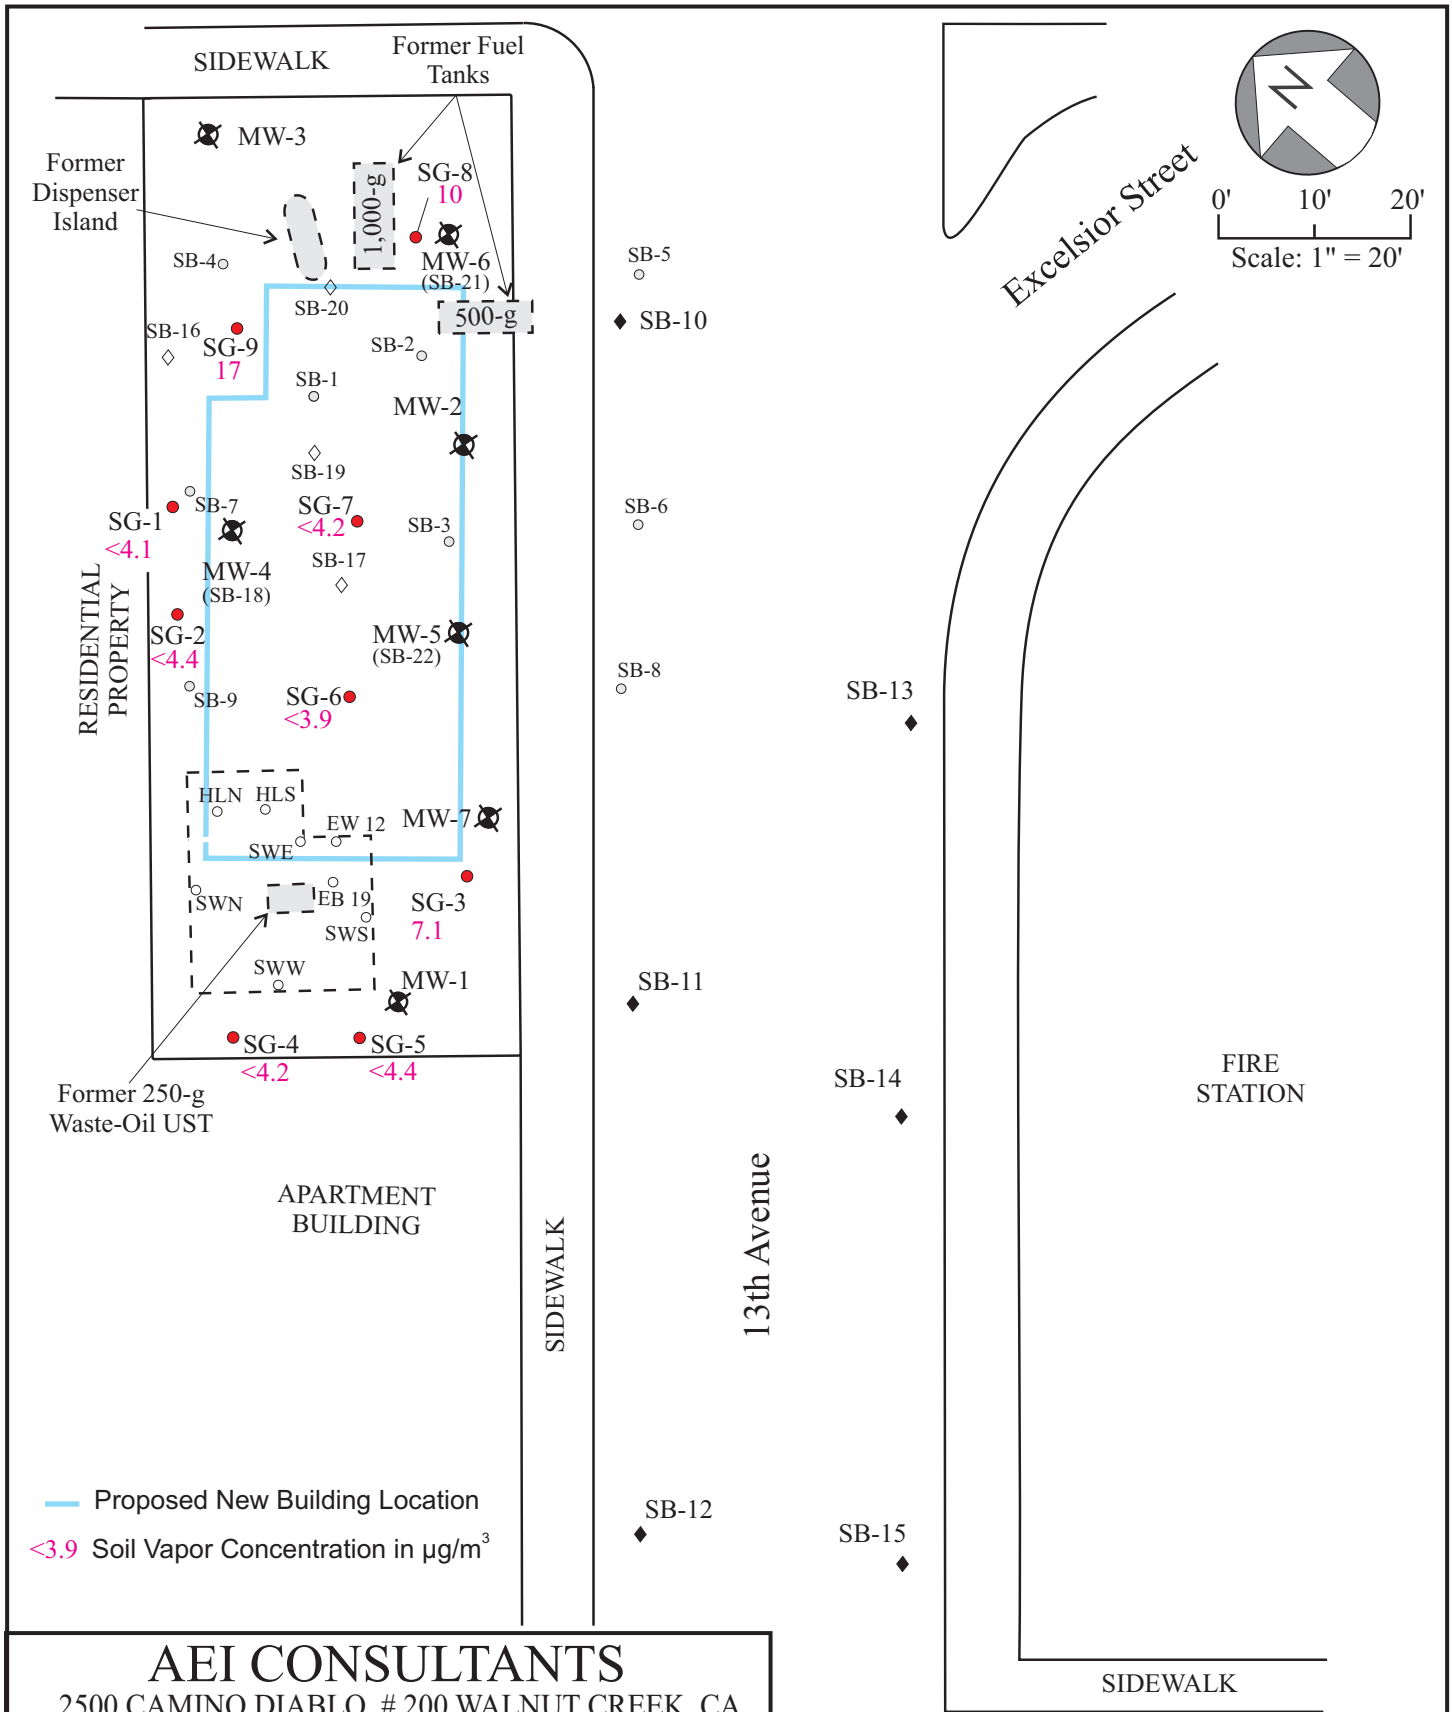 SIDEWALK
Former Fuel
Tanks
MW-3
Former
Dispenser
Island
1,000-g
SG-8
10
N
Excelsior Street
0' 10' 20'
Scale: 1" = 20'
SB-4
MW-6
(SB-21)
SB-5
SB-20
500-g
SB-10
SB-16
SG-9
17
SB-2
SB-1
MW-2
SB-19
SB-7
SG-1
<4.1
SG-7
<4.2
SB-3
SB-6
SB-17
MW-4
(SB-18)
RESIDENTIAL
PROPERTY
SG-2
<4.4
MW-5
(SB-22)
SB-9
SG-6
<3.9
SB-8
SB-13
HLN HLS
EW 12
MW-7
SWE
SWN
EB 19
SG-3
7.1
SWS
SWW
MW-1
SB-11
SG-4
<4.2
SG-5
<4.4
SB-14
FIRE
STATION
Former 250-g
Waste-Oil UST
APARTMENT
BUILDING
SIDEWALK
13th Avenue
Proposed New Building Location
<3.9 Soil Vapor Concentration in µg/m³
SB-12
SB-15
AEI CONSULTANTS
2500 CAMINO DIABLO, # 200 WALNUT CREEK, CA
SIDEWALK